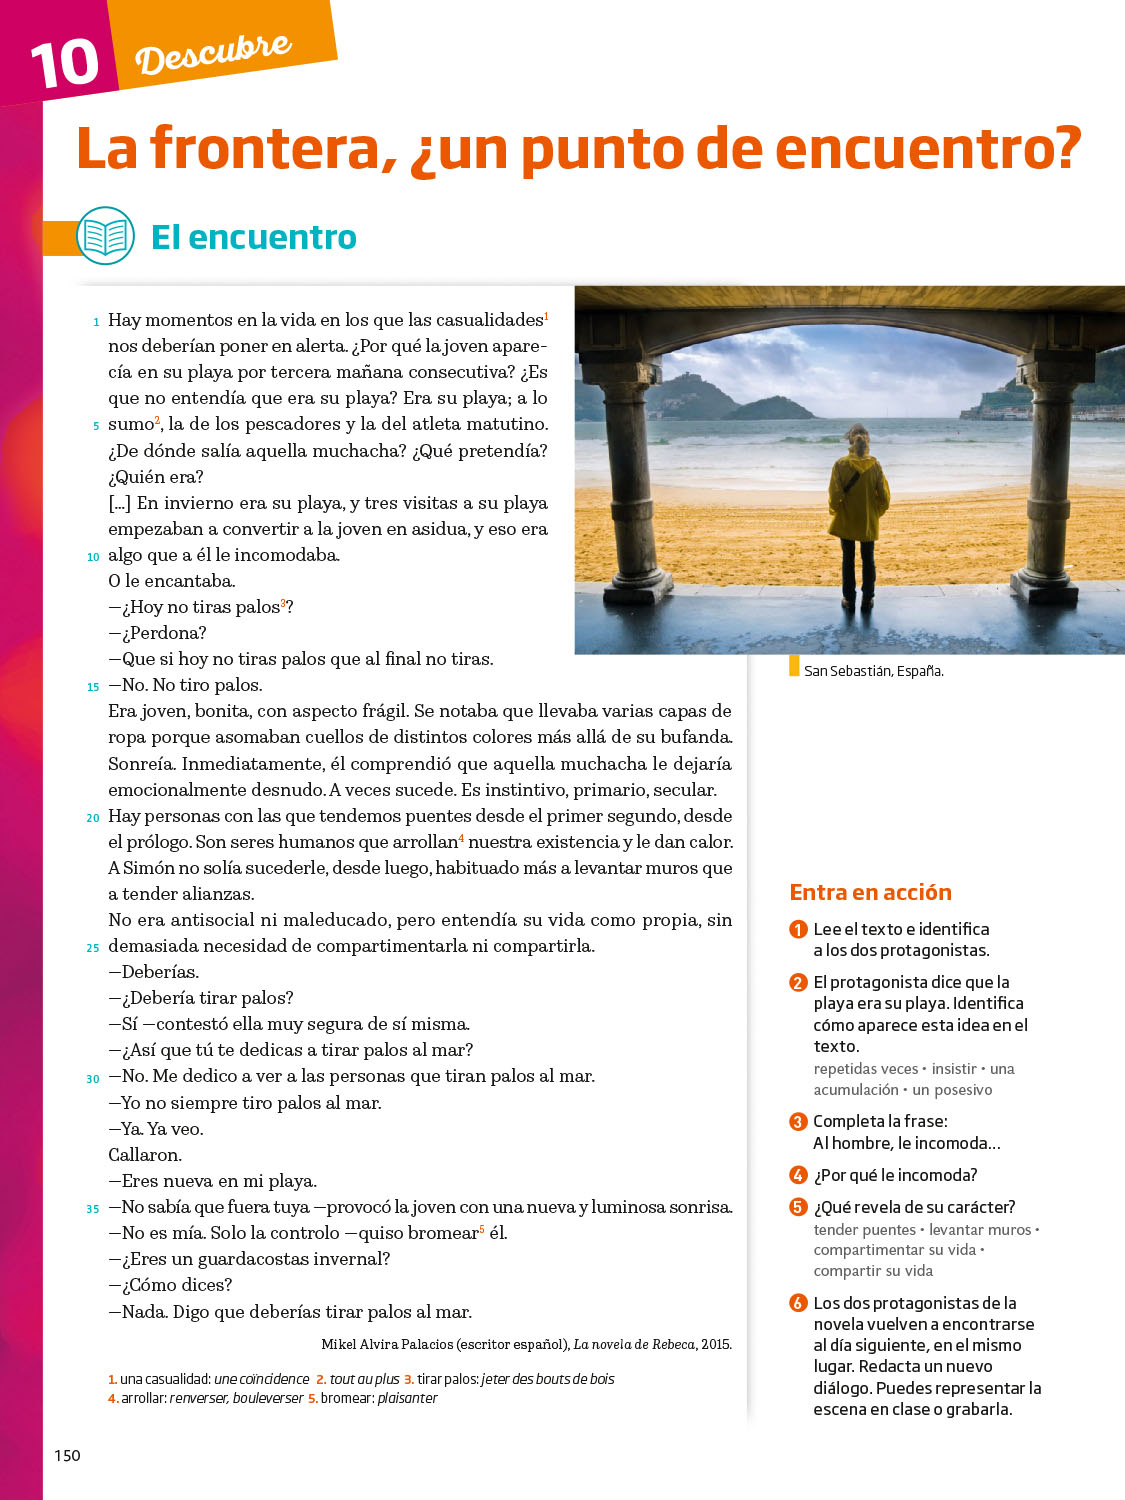 10 Descubre
La frontera, ¿un punto de encuentro?
El encuentro
1 Hay momentos en la vida en los que las casualidades1
nos deberían poner en alerta. ¿Por qué la joven apare-
cía en su playa por tercera mañana consecutiva? ¿Es
que no entendía que era su playa? Era su playa; a lo
5 sumo2, la de los pescadores y la del atleta matutino.
¿De dónde salía aquella muchacha? ¿Qué pretendía?
¿Quién era?
[...] En invierno era su playa, y tres visitas a su playa
empezaban a convertir a la joven en asidua, y eso era
10 algo que a él le incomodaba.
O le encantaba.
—¿Hoy no tiras palos3?
—¿Perdona?
—Que si hoy no tiras palos que al final no tiras.
15 —No. No tiro palos.
Era joven, bonita, con aspecto frágil. Se notaba que llevaba varias capas de
ropa porque asomaban cuellos de distintos colores más allá de su bufanda.
Sonreía. Inmediatamente, él comprendió que aquella muchacha le dejaría
emocionalmente desnudo. A veces sucede. Es instintivo, primario, secular.
20 Hay personas con las que tendemos puentes desde el primer segundo, desde
el prólogo. Son seres humanos que arrollan4 nuestra existencia y le dan calor.
A Simón no solía sucederle, desde luego, habituado más a levantar muros que
a tender alianzas.
No era antisocial ni maleducado, pero entendía su vida como propia, sin
25 demasiada necesidad de compartimentarla ni compartirla.
—Deberías.
—¿Debería tirar palos?
—Sí —contestó ella muy segura de sí misma.
—¿Así que tú te dedicas a tirar palos al mar?
30 —No. Me dedico a ver a las personas que tiran palos al mar.
—Yo no siempre tiro palos al mar.
—Ya. Ya veo.
Callaron.
—Eres nueva en mi playa.
35 —No sabía que fuera tuya —provocó la joven con una nueva y luminosa sonrisa.
—No es mía. Solo la controlo —quiso bromear5 él.
—¿Eres un guardacostas invernal?
—¿Cómo dices?
—Nada. Digo que deberías tirar palos al mar.
Mikel Alvira Palacios (escritor español), La novela de Rebeca, 2015.
1. una casualidad: une coïncidence 2. tout au plus 3. tirar palos: jeter des bouts de bois
4. arrollar: renverser, bouleverser 5. bromear: plaisanter
San Sebastián, España.
Entra en acción
1 Lee el texto e identifica
a los dos protagonistas.
2 El protagonista dice que la
playa era su playa. Identifica
cómo aparece esta idea en el
texto.
repetidas veces • insistir • una
acumulación • un posesivo
3 Completa la frase:
Al hombre, le incomoda...
4 ¿Por qué le incomoda?
5 ¿Qué revela de su carácter?
tender puentes • levantar muros •
compartimentar su vida •
compartir su vida
6 Los dos protagonistas de la
novela vuelven a encontrarse
al día siguiente, en el mismo
lugar. Redacta un nuevo
diálogo. Puedes representar la
escena en clase o grabarla.
150